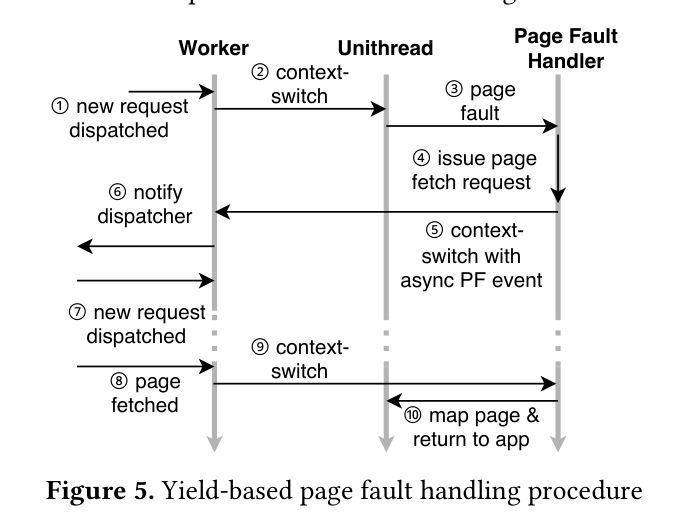 Worker
Unithread
Page Fault
Handler
① new request
dispatched
② context-
switch
③ page
fault
④ issue page
fetch request
⑤ context-
switch with
async PF event
⑥ notify
dispatcher
⑦ new request
dispatched
⑧ page
fetched
⑨ context-
switch
⑩ map page &
return to app
Figure 5. Yield-based page fault handling procedure